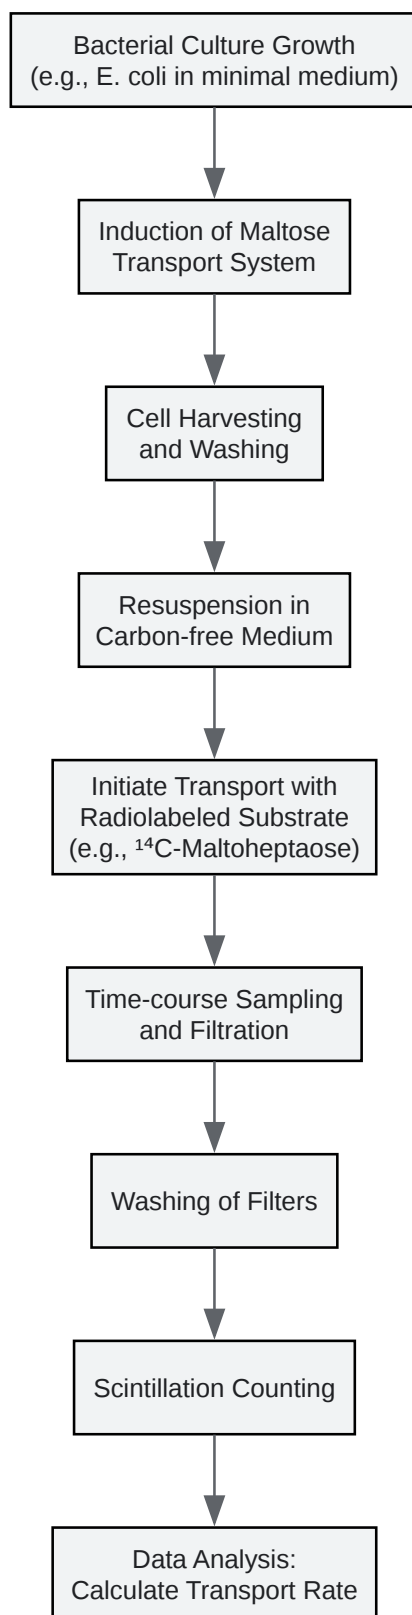 Bacterial Culture Growth
(e.g., E. coli in minimal medium)
Induction of Maltose
Transport System
Cell Harvesting
and Washing
Resuspension in
Carbon-free Medium
Initiate Transport with
Radiolabeled Substrate
(e.g., ¹⁴C-Maltoheptaose)
Time-course Sampling
and Filtration
Washing of Filters
Scintillation Counting
Data Analysis:
Calculate Transport Rate